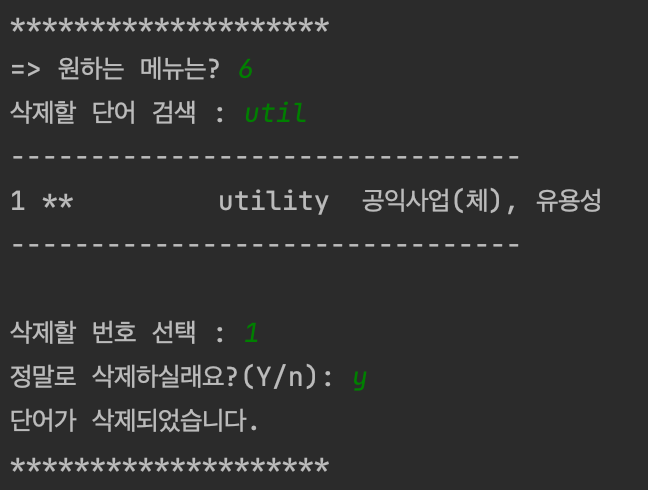 ********************
=> 원하는 메뉴는? 6
삭제할 단어 검색 : util
--------------------------------
1 **         utility  공익사업(체), 유용성
--------------------------------
삭제할 번호 선택 : 1
정말로 삭제하실래요?(Y/n): y
단어가 삭제되었습니다.
********************